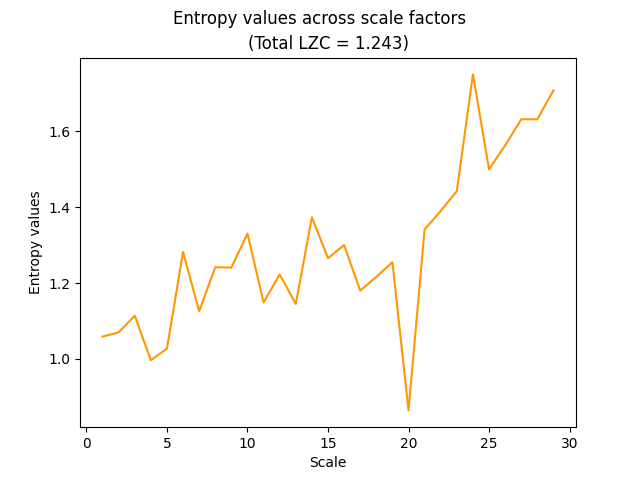 Entropy values across scale factors
(Total LZC = 1.243)
Entropy values
1.6
1.4
1.2
1.0
0
5
10
15
20
25
30
Scale